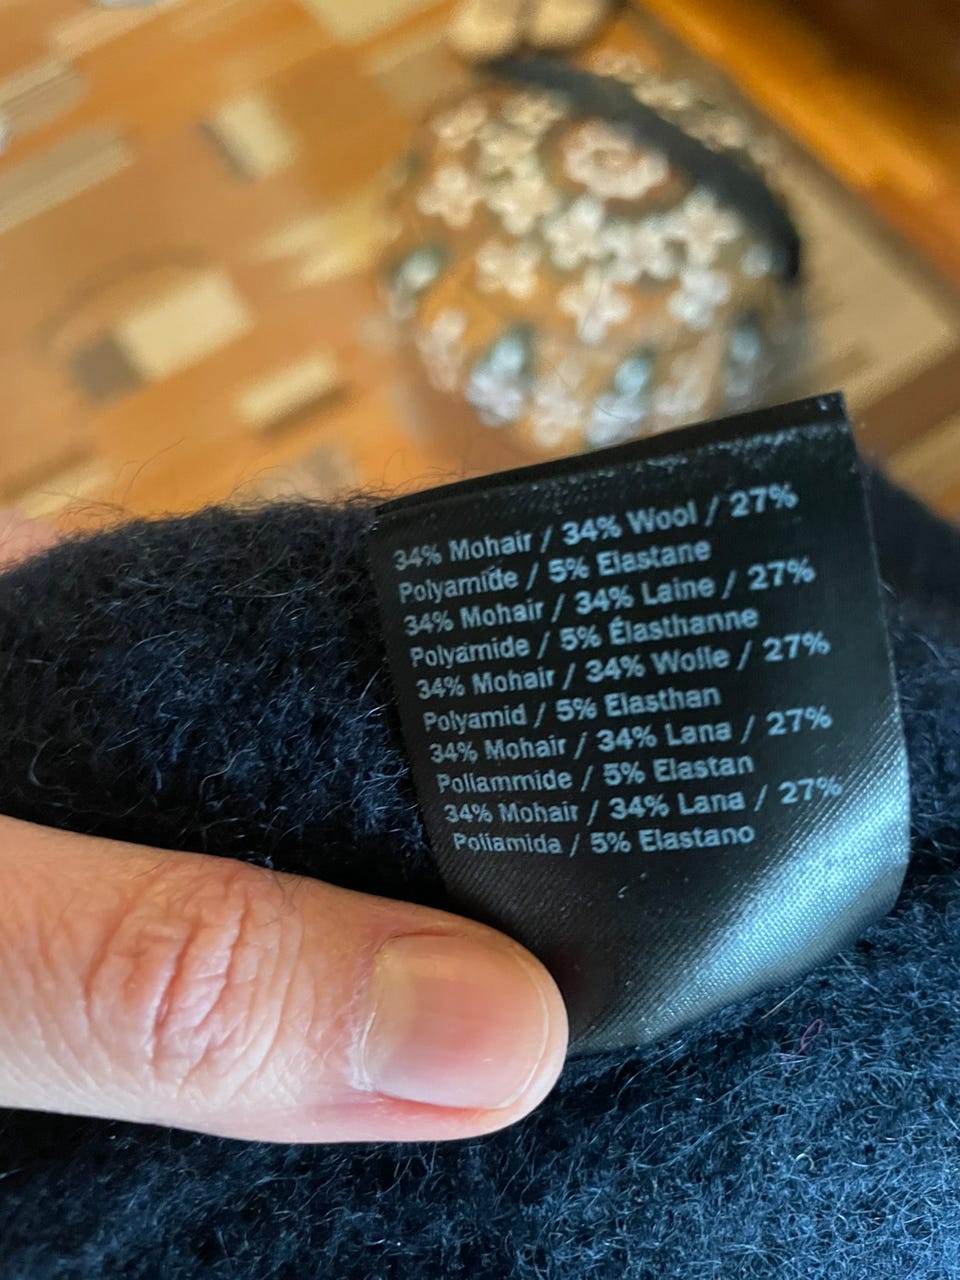 34% Mohair / 34% Wool / 27%
Polyamide / 5% Elastane
34% Mohair / 34% Laine / 27%
Polyamide / 5% Élasthanne
34% Mohair / 34% Wolle / 27%
Polyamid / 5% Elasthan
34% Mohair / 34% Lana / 27%
Poliammide / 5% Elastan
34% Mohair / 34% Lana / 27%
Poliamida / 5% Elastano